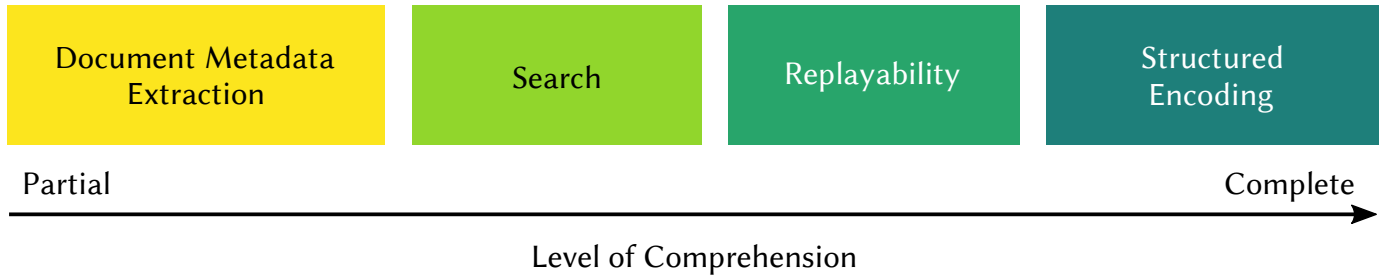 Document Metadata
Extraction
Search
Replayability
Structured
Encoding
Partial
Complete
Level of Comprehension